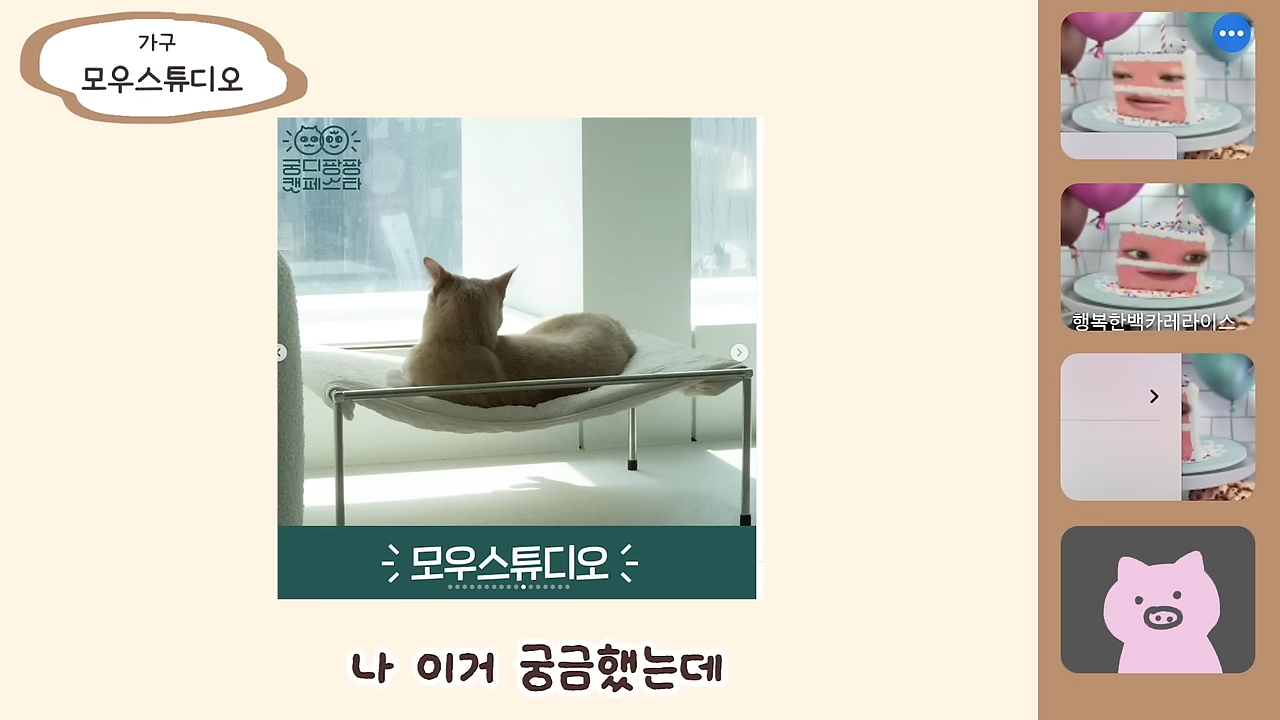 가구
모우스튜디오
궁디팡팡
캣페스타
모우스튜디오
나 이거 궁금했는데
행복한백카레라이스